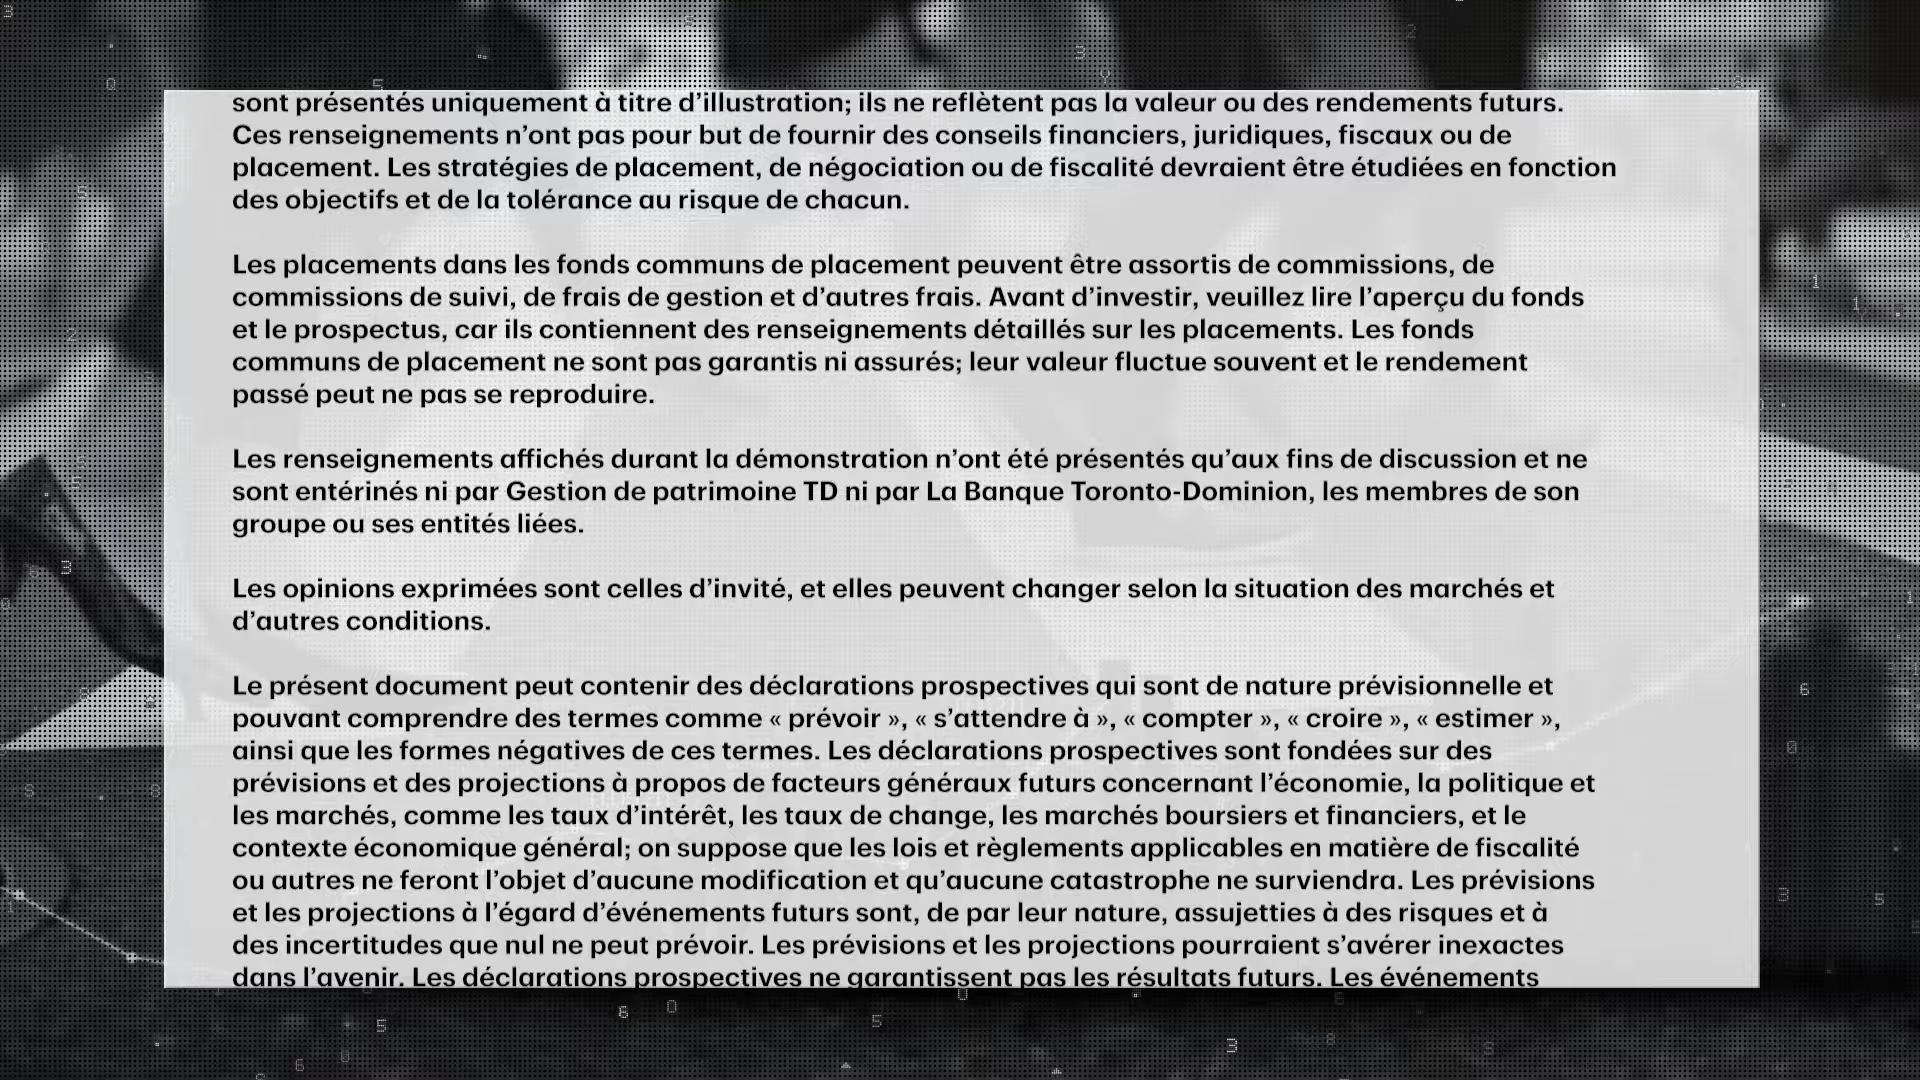 sont présentés uniquement à titre d’illustration; ils ne reflètent pas la valeur ou des rendements futurs.
Ces renseignements n’ont pas pour but de fournir des conseils financiers, juridiques, fiscaux ou de
placement. Les stratégies de placement, de négociation ou de fiscalité devraient être étudiées en fonction
des objectifs et de la tolérance au risque de chacun.
Les placements dans les fonds communs de placement peuvent être assortis de commissions, de
commissions de suivi, de frais de gestion et d’autres frais. Avant d’investir, veuillez lire l’aperçu du fonds
et le prospectus, car ils contiennent des renseignements détaillés sur les placements. Les fonds
communs de placement ne sont pas garantis ni assurés; leur valeur fluctue souvent et le rendement
passé peut ne pas se reproduire.
Les renseignements affichés durant la démonstration n’ont été présentés qu’aux fins de discussion et ne
sont entérinés ni par Gestion de patrimoine TD ni par La Banque Toronto-Dominion, les membres de son
groupe ou ses entités liées.
Les opinions exprimées sont celles d’invité, et elles peuvent changer selon la situation des marchés et
d’autres conditions.
Le présent document peut contenir des déclarations prospectives qui sont de nature prévisionnelle et
pouvant comprendre des termes comme « prévoir », « s’attendre à », « compter », « croire », « estimer »,
ainsi que les formes négatives de ces termes. Les déclarations prospectives sont fondées sur des
prévisions et des projections à propos de facteurs généraux futurs concernant l’économie, la politique et
les marchés, comme les taux d’intérêt, les taux de change, les marchés boursiers et financiers, et le
contexte économique général; on suppose que les lois et règlements applicables en matière de fiscalité
ou autres ne feront l’objet d’aucune modification et qu’aucune catastrophe ne surviendra. Les prévisions
et les projections à l’égard d’événements futurs sont, de par leur nature, assujetties à des risques et à
des incertitudes que nul ne peut prévoir. Les prévisions et les projections pourraient s’avérer inexactes
dans l’avenir. Les déclarations prospectives ne garantissent pas les résultats futurs. Les événements